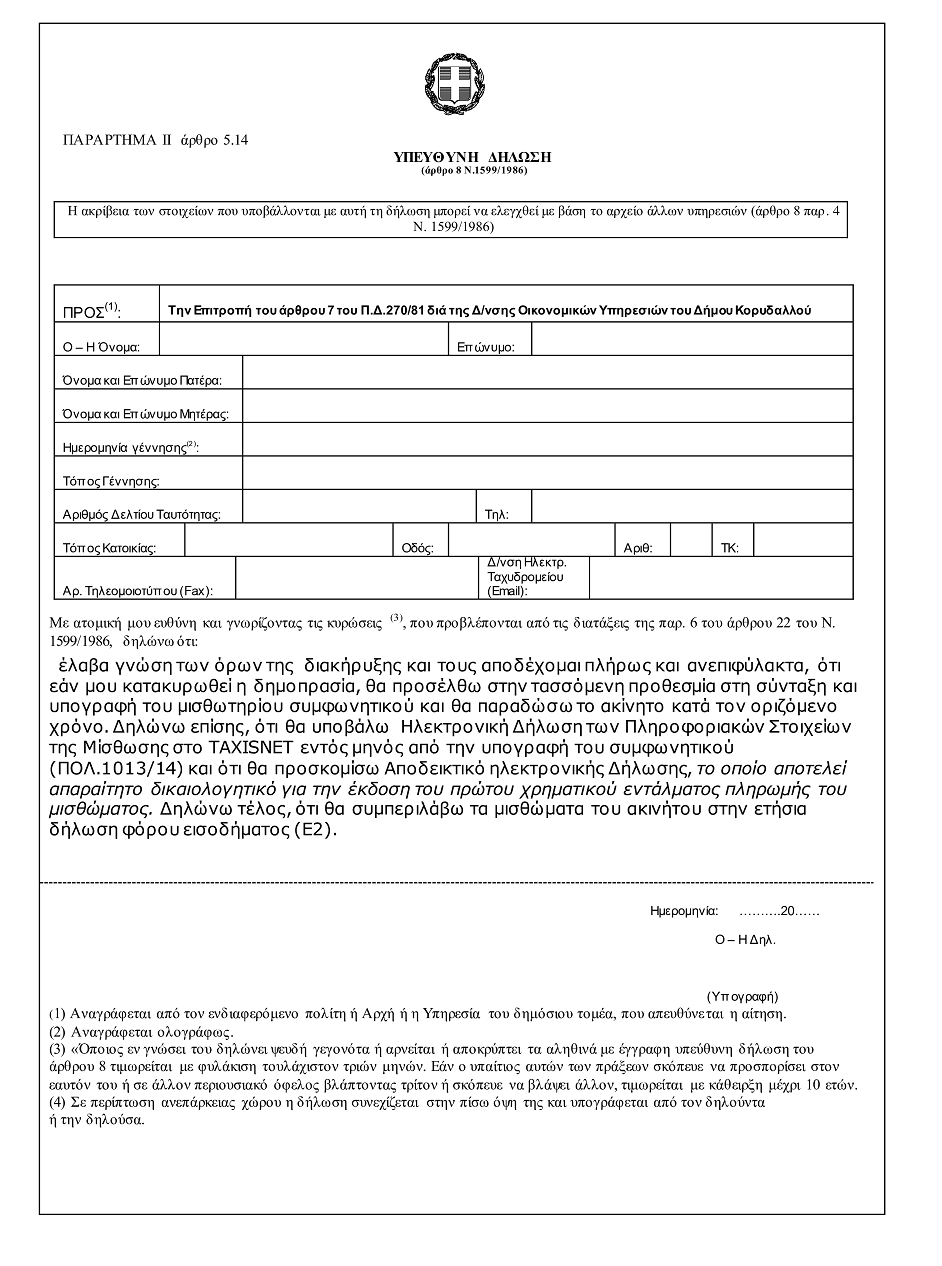 ΠΑΡΑΡΤΗΜΑ ΙΙ άρθρο 5.14
ΥΠΕΥΘΥΝΗ ΔΗΛΩΣΗ
(άρθρο 8 Ν.1599/1986)
Η ακρίβεια των στοιχείων που υποβάλλονται με αυτή τη δήλωση μπορεί να ελεγχθεί με βάση το αρχείο άλλων υπηρεσιών (άρθρο 8 παρ. 4
Ν. 1599/1986)
ΠΡΟΣ(1): Την Επιτροπή του άρθρου 7 του Π.Δ.270/81 διά της Δ/νσης Οικονομικών Υπηρεσιών του Δήμου Κορυδαλλού
Ο – Η Όνομα: Επώνυμο:
Όνομα και Επώνυμο Πατέρα:
Όνομα και Επώνυμο Μητέρας:
Ημερομηνία γέννησης(2):
Τόπος Γέννησης:
Αριθμός Δελτίου Ταυτότητας: Τηλ:
Τόπος Κατοικίας: Οδός: Αριθ: ΤΚ:
Αρ. Τηλεομοιοτύπου (Fax): Δ/νση Ηλεκτρ.
Ταχυδρομείου
(Email):
Με ατομική μου ευθύνη και γνωρίζοντας τις κυρώσεις (3), που προβλέπονται από τις διατάξεις της παρ. 6 του άρθρου 22 του Ν.
1599/1986, δηλώνω ότι:
έλαβα γνώση των όρων της διακήρυξης και τους αποδέχομαι πλήρως και ανεπιφύλακτα, ότι
εάν μου κατακυρωθεί η δημοπρασία, θα προσέλθω στην τασσόμενη προθεσμία στη σύνταξη και
υπογραφή του μισθωτηρίου συμφωνητικού και θα παραδώσω το ακίνητο κατά τον οριζόμενο
χρόνο. Δηλώνω επίσης, ότι θα υποβάλω Ηλεκτρονική Δήλωση των Πληροφοριακών Στοιχείων
της Μίσθωσης στο TAXISNET εντός μηνός από την υπογραφή του συμφωνητικού
(ΠΟΛ.1013/14) και ότι θα προσκομίσω Αποδεικτικό ηλεκτρονικής Δήλωσης, το οποίο αποτελεί
απαραίτητο δικαιολογητικό για την έκδοση του πρώτου χρηματικού εντάλματος πληρωμής του
μισθώματος. Δηλώνω τέλος, ότι θα συμπεριλάβω τα μισθώματα του ακινήτου στην ετήσια
δήλωση φόρου εισοδήματος (Ε2).
Ημερομηνία: ……….20……
Ο – Η Δηλ.
(Υπογραφή)
(1) Αναγράφεται από τον ενδιαφερόμενο πολίτη ή Αρχή ή η Υπηρεσία του δημόσιου τομέα, που απευθύνεται η αίτηση.
(2) Αναγράφεται ολογράφως.
(3) «Όποιος εν γνώσει του δηλώνει ψευδή γεγονότα ή αρνείται ή αποκρύπτει τα αληθινά με έγγραφη υπεύθυνη δήλωση του
άρθρου 8 τιμωρείται με φυλάκιση τουλάχιστον τριών μηνών. Εάν ο υπαίτιος αυτών των πράξεων σκόπευε να προσπορίσει στον
εαυτόν του ή σε άλλον περιουσιακό όφελος βλάπτοντας τρίτον ή σκόπευε να βλάψει άλλον, τιμωρείται με κάθειρξη μέχρι 10 ετών.
(4) Σε περίπτωση ανεπάρκειας χώρου η δήλωση συνεχίζεται στην πίσω όψη της και υπογράφεται από τον δηλούντα
ή την δηλούσα.